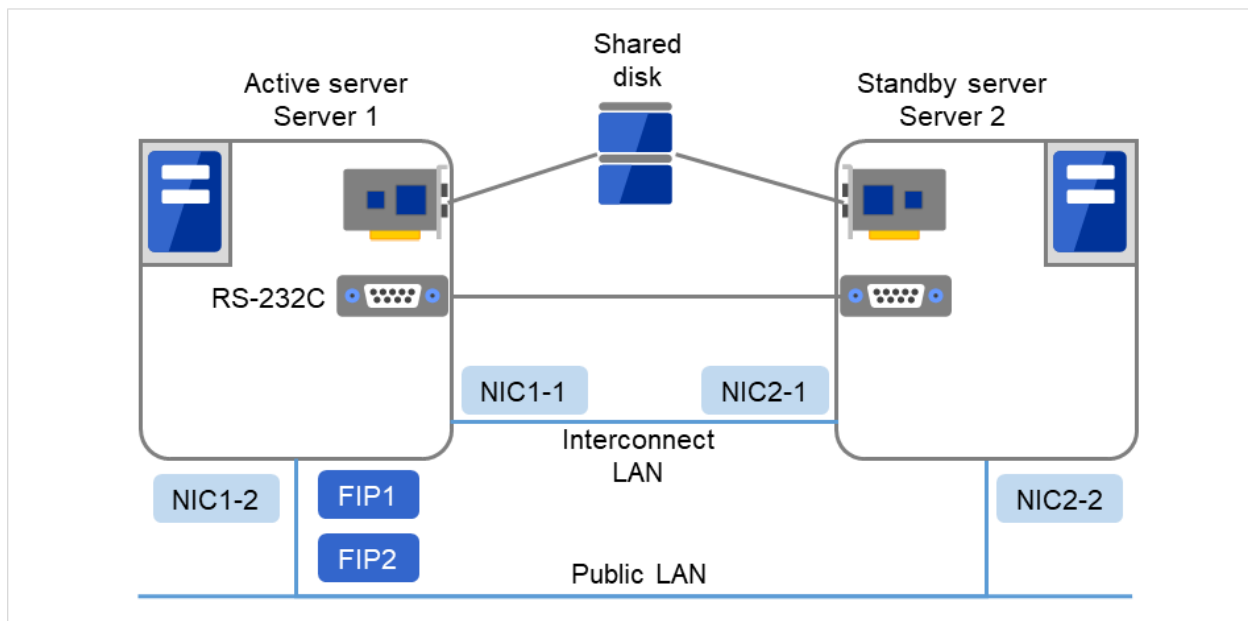 Shared
disk
Active server
Server 1
Standby server
Server 2
RS-232C
NIC1-1
NIC2-1
Interconnect
LAN
NIC1-2
FIP1
NIC2-2
FIP2
Public LAN